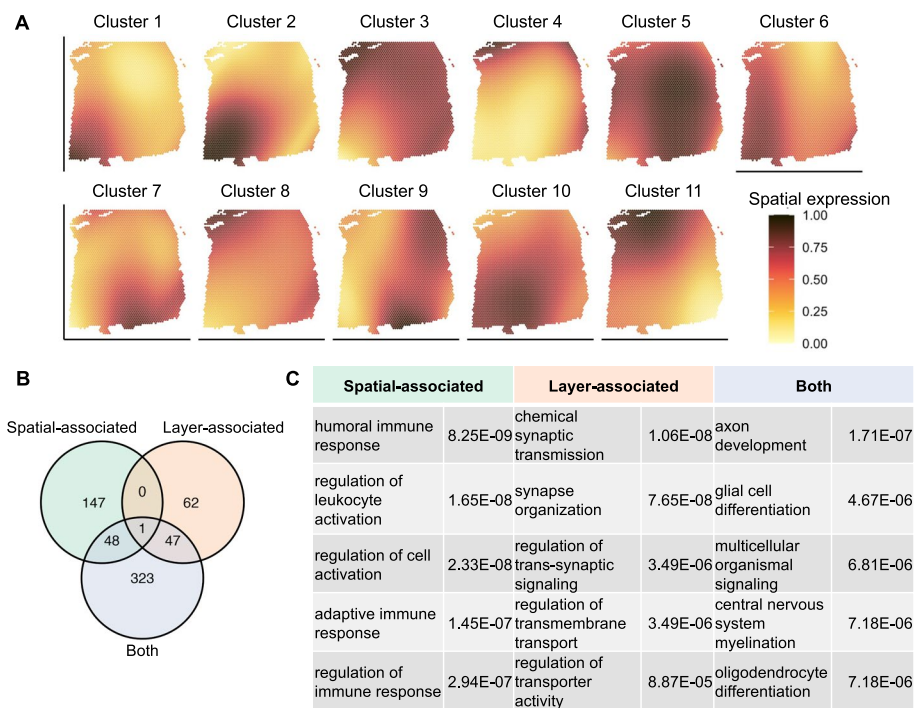 A
Cluster 1
Cluster 2
Cluster 3
Cluster 4
Cluster 5
Cluster 6
Cluster 7
Cluster 8
Cluster 9
Cluster 10
Cluster 11
Spatial expression
1.00
0.75
0.50
0.25
0.00
B
Spatial-associated
Layer-associated
147
0
62
1
48
47
323
Both
C
Spatial-associated
Layer-associated
Both
humoral immune
response
8.25E-09
chemical
synaptic
transmission
1.06E-08
axon
development
1.71E-07
regulation of
leukocyte
activation
1.65E-08
synapse
organization
7.65E-08
glial cell
differentiation
4.67E-06
regulation of cell
activation
2.33E-08
regulation of
trans-synaptic
signaling
3.49E-06
multicellular
organismal
signaling
6.81E-06
adaptive immune
response
1.45E-07
regulation of
transmembrane
transport
3.49E-06
central nervous
system
myelination
7.18E-06
regulation of
immune response
2.94E-07
regulation of
transporter
activity
8.87E-05
oligodendrocyte
differentiation
7.18E-06